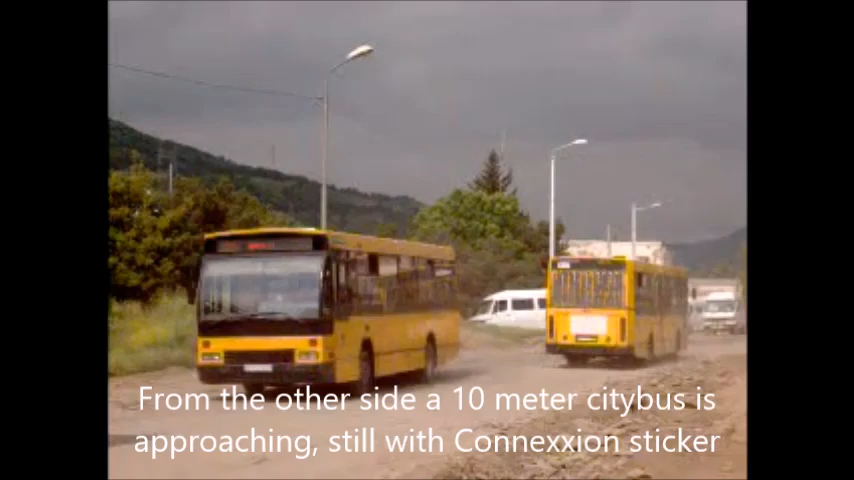 From the other side a 10 meter citybus is
approaching, still with Connexxion sticker